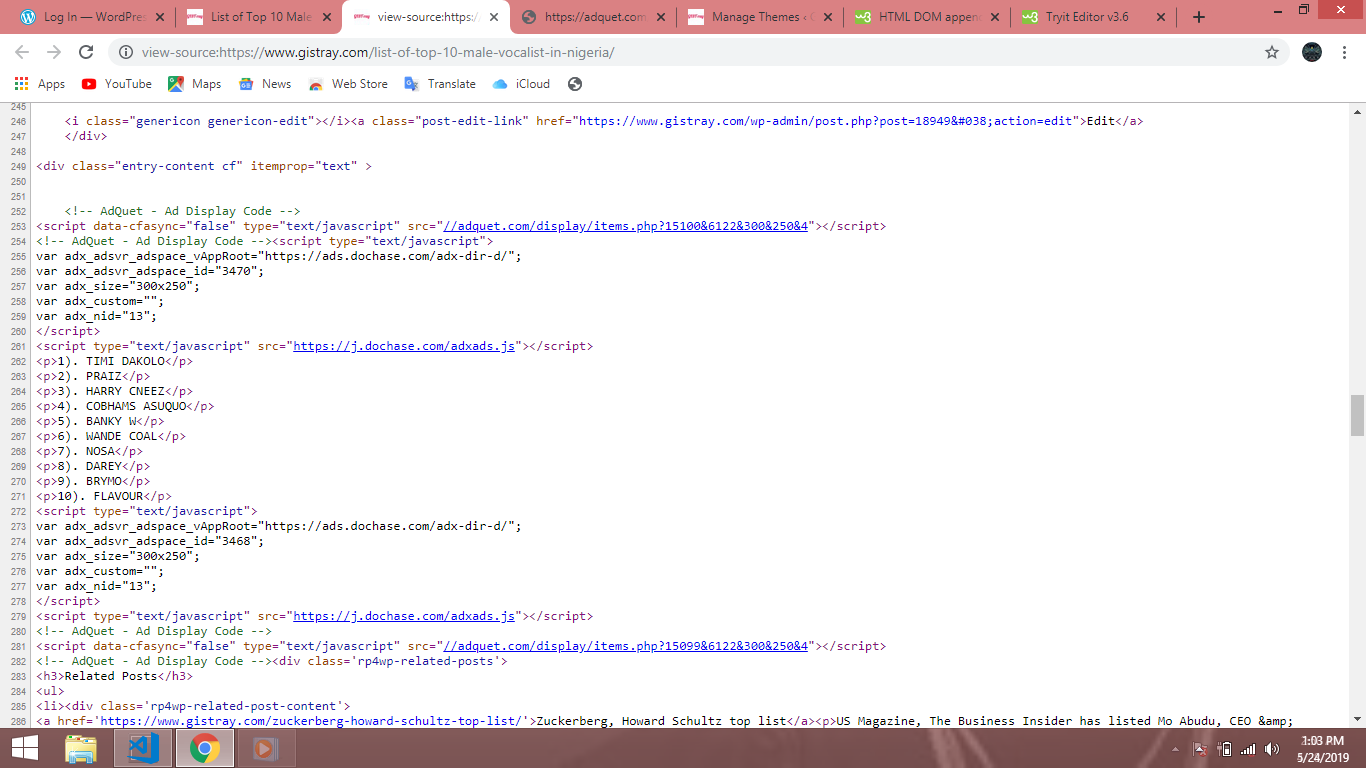 Log In — WordPres
List of Top 10 Male
view-source:https:/
https://adquet.com
Manage Themes ‹ G
HTML DOM appen
Tryit Editor v3.6
view-source:https://www.gistray.com/list-of-top-10-male-vocalist-in-nigeria/
Apps YouTube Maps News Web Store Translate iCloud
245
246 <i class="genericon genericon-edit"></i><a class="post-edit-link" href="https://www.gistray.com/wp-admin/post.php?post=18949&#038;action=edit">Edit</a>
247 </div>
248
249 <div class="entry-content cf" itemprop="text" >
250
251
252 <!-- AdQuet - Ad Display Code -->
253 <script data-cfasync="false" type="text/javascript" src="//adquet.com/display/items.php?15100&6122&300&250&4"></script>
254 <!-- AdQuet - Ad Display Code --><script type="text/javascript">
255 var adx_adsvr_adspace_vAppRoot="https://ads.dochase.com/adx-dir-d/";
256 var adx_adsvr_adspace_id="3470";
257 var adx_size="300x250";
258 var adx_custom="";
259 var adx_nid="13";
260 </script>
261 <script type="text/javascript" src="https://j.dochase.com/adxads.js"></script>
262 <p>1). TIMI DAKOLO</p>
263 <p>2). PRAIZ</p>
264 <p>3). HARRY CNEEZ</p>
265 <p>4). COBHAMS ASUQUO</p>
266 <p>5). BANKY W</p>
267 <p>6). WANDE COAL</p>
268 <p>7). NOSA</p>
269 <p>8). DAREY</p>
270 <p>9). BRYMO</p>
271 <p>10). FLAVOUR</p>
272 <script type="text/javascript">
273 var adx_adsvr_adspace_vAppRoot="https://ads.dochase.com/adx-dir-d/";
274 var adx_adsvr_adspace_id="3468";
275 var adx_size="300x250";
276 var adx_custom="";
277 var adx_nid="13";
278 </script>
279 <script type="text/javascript" src="https://j.dochase.com/adxads.js"></script>
280 <!-- AdQuet - Ad Display Code -->
281 <script data-cfasync="false" type="text/javascript" src="//adquet.com/display/items.php?15099&6122&300&250&4"></script>
282 <!-- AdQuet - Ad Display Code --><div class='rp4wp-related-posts'>
283 <h3>Related Posts</h3>
284 <ul>
285 <li><div class='rp4wp-related-post-content'>
286 <a href='https://www.gistray.com/zuckerberg-howard-schultz-top-list/'>Zuckerberg, Howard Schultz top list</a><p>US Magazine, The Business Insider has listed Mo Abudu, CEO &amp;
3:03 PM
5/24/2019